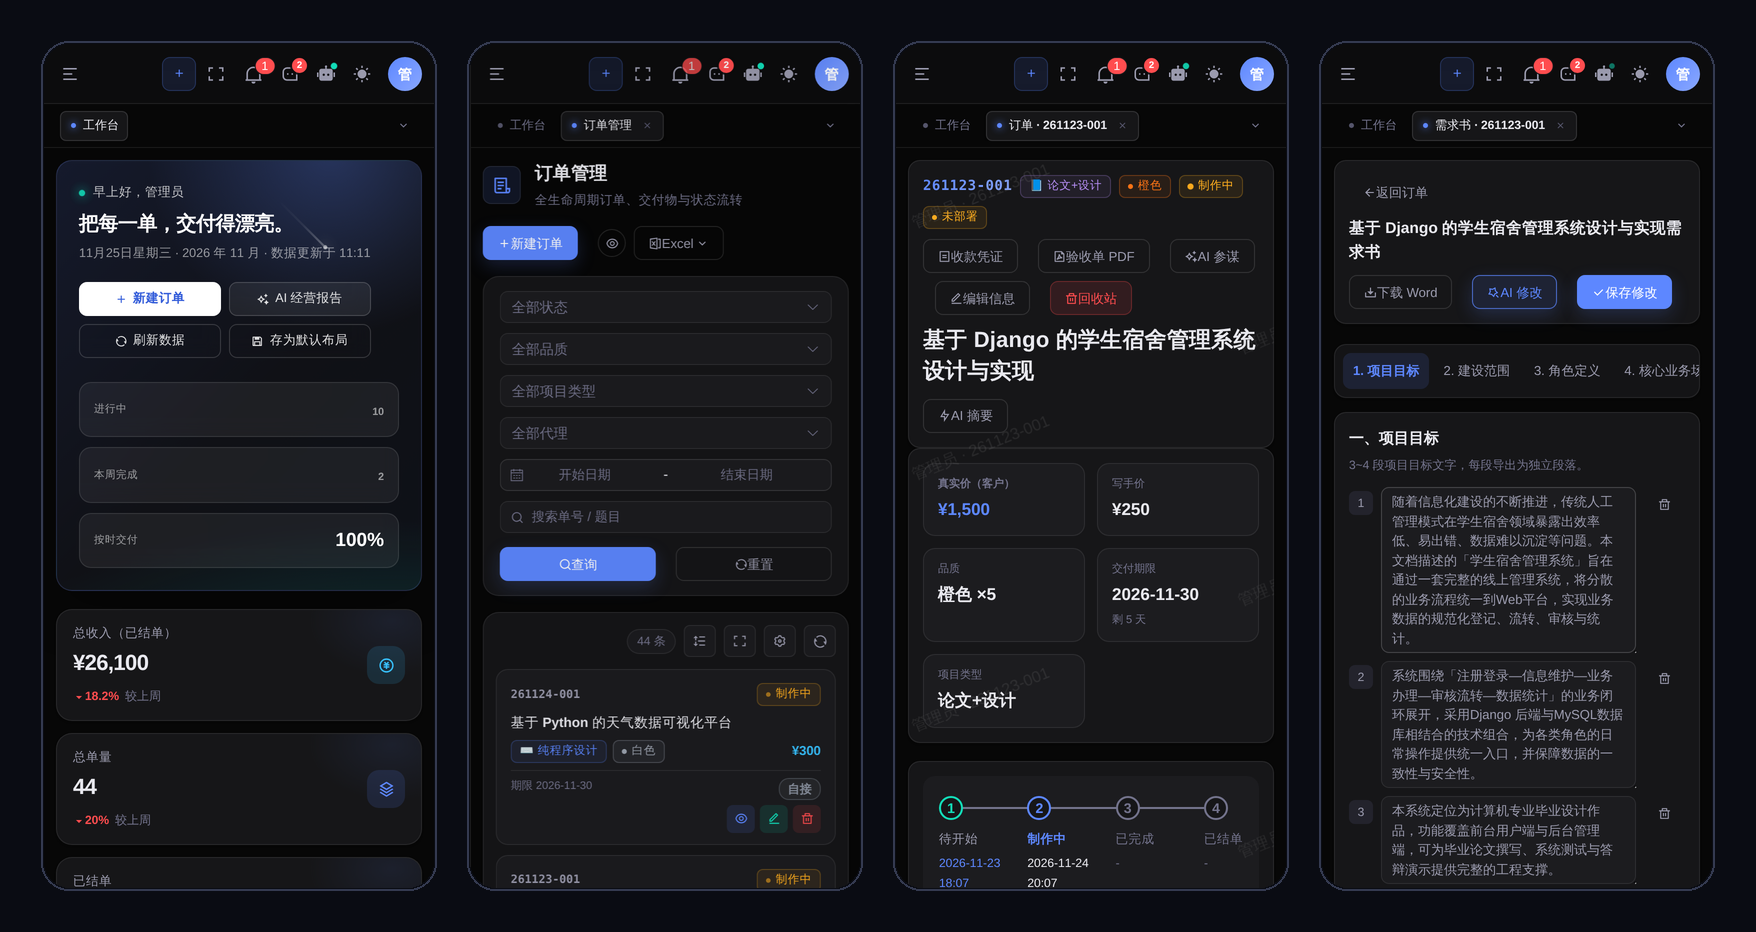 +
1
2
管
工作台
早上好，管理员
把每一单，交付得漂亮。
11月25日星期三 · 2026 年 11 月 · 数据更新于 11:11
+ 新建订单
AI 经营报告
刷新数据
存为默认布局
进行中
10
本周完成
2
按时交付
100%
总收入（已结单）
¥26,100
18.2% 较上周
总单量
44
20% 较上周
已结单
+
1
2
管
工作台
订单管理 ×
订单管理
全生命周期订单、交付物与状态流转
+新建订单
Excel
全部状态
全部品质
全部项目类型
全部代理
开始日期 - 结束日期
搜索单号 / 题目
查询
重置
44 条
261124-001
制作中
基于 Python 的天气数据可视化平台
纯程序设计
白色
¥300
期限 2026-11-30
自接
261123-001
制作中
+
1
2
管
工作台
订单 · 261123-001 ×
261123-001
论文+设计
橙色
制作中
未部署
收款凭证
验收单 PDF
AI 参谋
编辑信息
回收站
基于 Django 的学生宿舍管理系统
设计与实现
AI 摘要
管理员 · 261123-001
真实价（客户）
¥1,500
写手价
¥250
品质
橙色 ×5
交付期限
2026-11-30
剩 5 天
项目类型
论文+设计
1
2
3
4
待开始
制作中
已完成
已结单
2026-11-23
18:07
2026-11-24
20:07
-
-
+
1
2
管
工作台
需求书 · 261123-001 ×
←返回订单
基于 Django 的学生宿舍管理系统设计与实现需
求书
下载 Word
AI 修改
保存修改
1. 项目目标
2. 建设范围
3. 角色定义
4. 核心业务场
一、项目目标
3~4 段项目目标文字，每段导出为独立段落。
1
随着信息化建设的不断推进，传统人工
管理模式在学生宿舍领域暴露出效率
低、易出错、数据难以沉淀等问题。本
文档描述的「学生宿舍管理系统」旨在
通过一套完整的线上管理系统，将分散
的业务流程统一到Web平台，实现业务
数据的规范化登记、流转、审核与统
计。
2
系统围绕「注册登录—信息维护—业务
办理—审核流转—数据统计」的业务闭
环展开，采用Django 后端与MySQL数据
库相结合的技术组合，为各类角色的日
常操作提供统一入口，并保障数据的一
致性与安全性。
3
本系统定位为计算机专业毕业设计作
品，功能覆盖前台用户端与后台管理
端，可为毕业论文撰写、系统测试与答
辩演示提供完整的工程支撑。